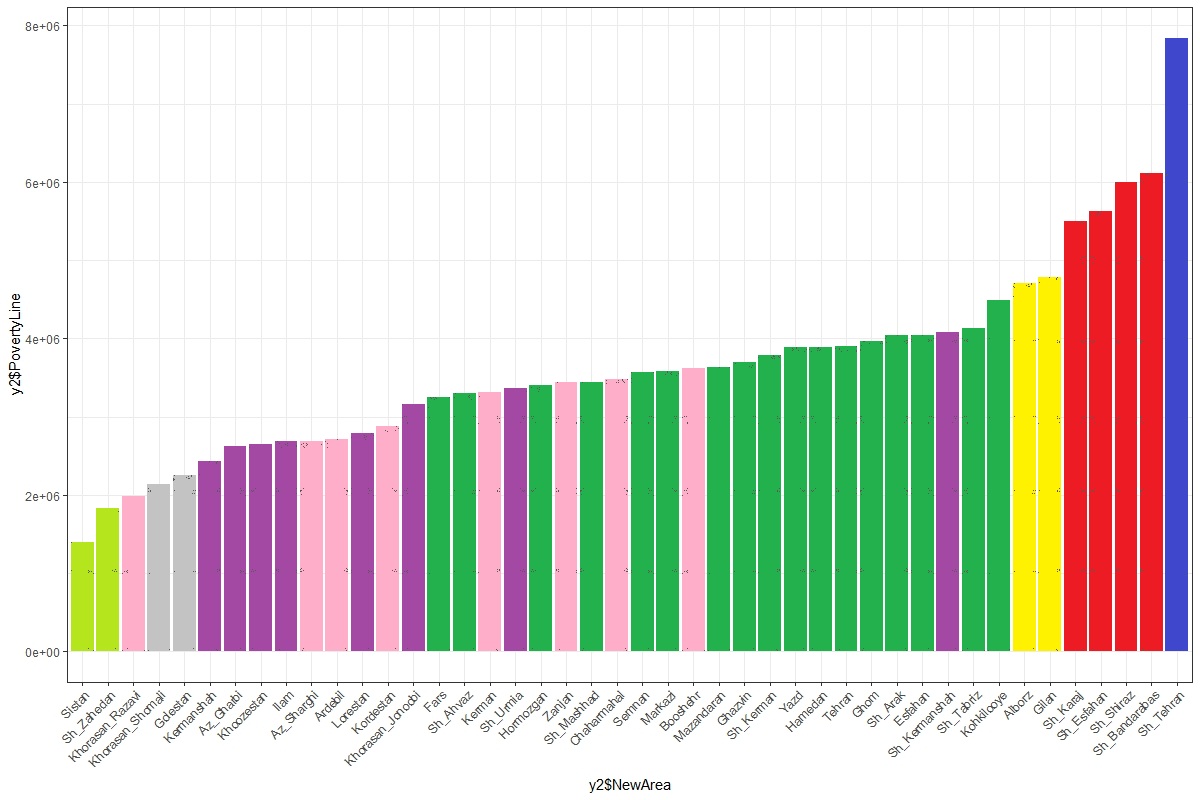 8e+06
6e+06
4e+06
2e+06
0e+00
y2$PovertyLine
Sistan
Sh_Zahedan
Khorasan_Razavi
Khorasan_Shomali
Golestan
Kermanshah
Az_Gharbi
Khoozestan
Ilam
Az_Sharghi
Ardebil
Lorestan
Kordestan
Khorasan_Jonoobi
Fars
Sh_Ahvaz
Kerman
Sh_Urmia
Hormozgan
Zanjan
Sh_Mashhad
Chaharmahal
Semnan
Markazi
Booshehr
Mazandaran
Ghazvin
Sh_Kerman
Yazd
Hamedan
Tehran
Ghom
Sh_Arak
Esfahan
Sh_Kermanshah
Sh_Tabriz
Kohkilooye
Alborz
Gilan
Sh_Karaj
Sh_Esfahan
Sh_Shiraz
Sh_Bandarabas
Sh_Tehran
y2$NewArea